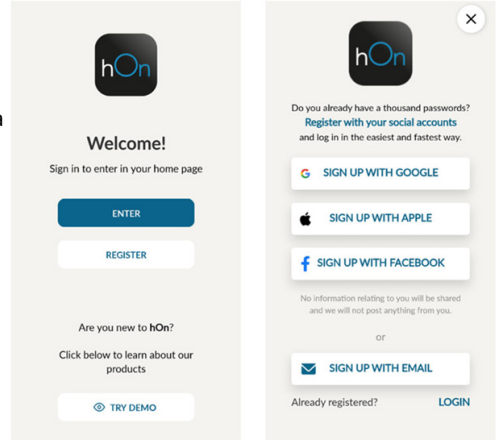 hOn
Welcome!
Sign in to enter in your home page
ENTER
REGISTER
Are you new to hOn?
Click below to learn about our
products
TRY DEMO
hOn
Do you already have a thousand passwords?
Register with your social accounts
and log in in the easiest and fastest way.
SIGN UP WITH GOOGLE
SIGN UP WITH APPLE
SIGN UP WITH FACEBOOK
No information relating to you will be shared
and we will not post anything from you.
or
SIGN UP WITH EMAIL
Already registered? LOGIN